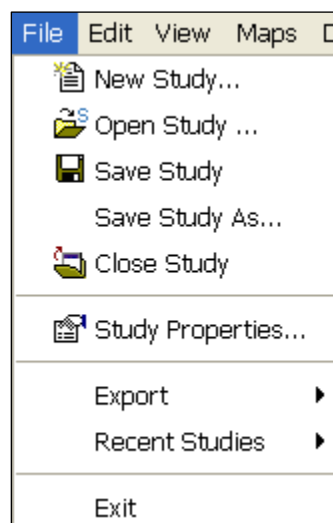 File Edit View Maps D
New Study...
Open Study ...
Save Study
Save Study As...
Close Study
Study Properties...
Export
Recent Studies
Exit